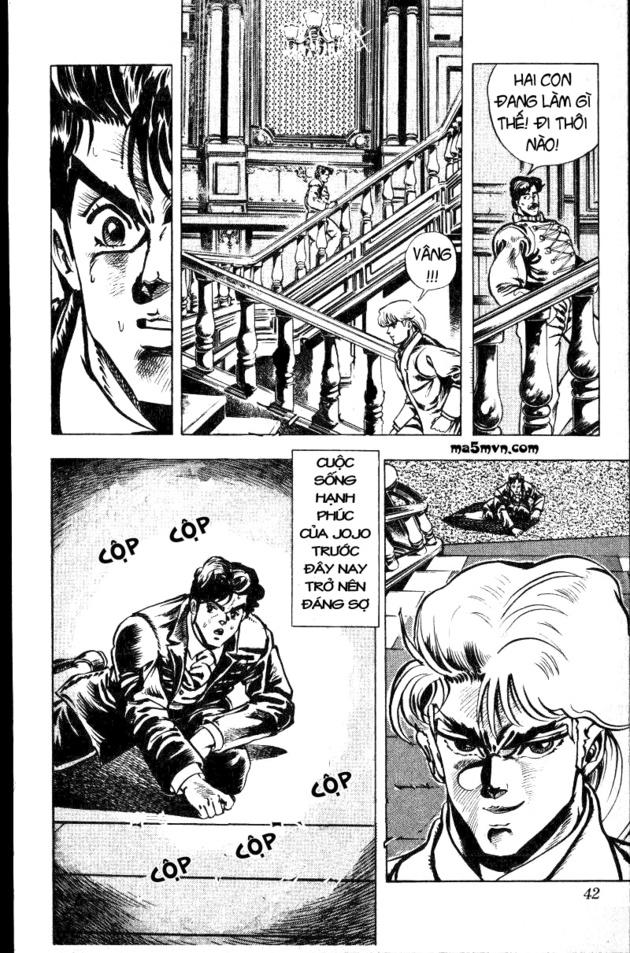 HAI CON
ĐANG LÀM GÌ
THẾ! ĐI THÔI
NÀO!
VÂNG
!!!
ma5mvn.com
CUỘC
SỐNG
HẠNH
PHÚC
CỦA JOJO
TRƯỚC
ĐÂY NAY
TRỞ NÊN
ĐÁNG SỢ
CỘP
CỘP
CỘP
CỘP
CỘP
42